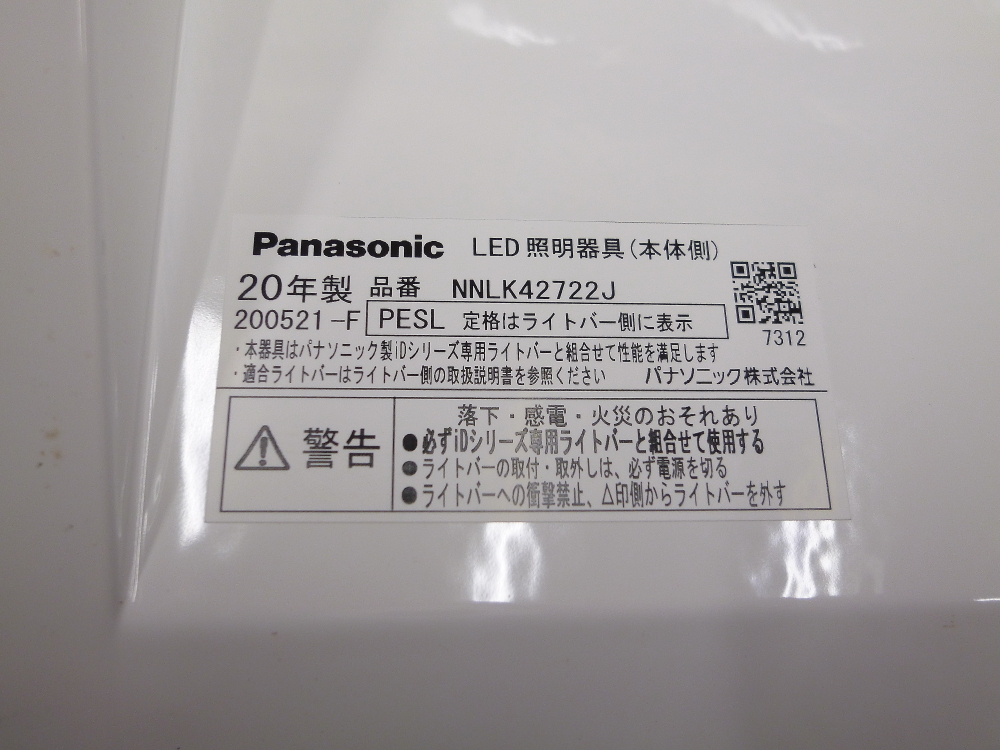 Panasonic LED照明器具(本体側)
20年製 品番 NNLK42722J
200521-F PESL 定格はライトバー側に表示
7312
・本器具はパナソニック製iDシリーズ専用ライトバーと組合せて性能を満足します
・適合ライトバーはライトバー側の取扱説明書を参照ください パナソニック株式会社
警告
落下・感電・火災のおそれあり
●必ずiDシリーズ専用ライトバーと組合せて使用する
●ライトバーの取付・取外しは、必ず電源を切る
●ライトバーへの衝撃禁止、△印側からライトバーを外す